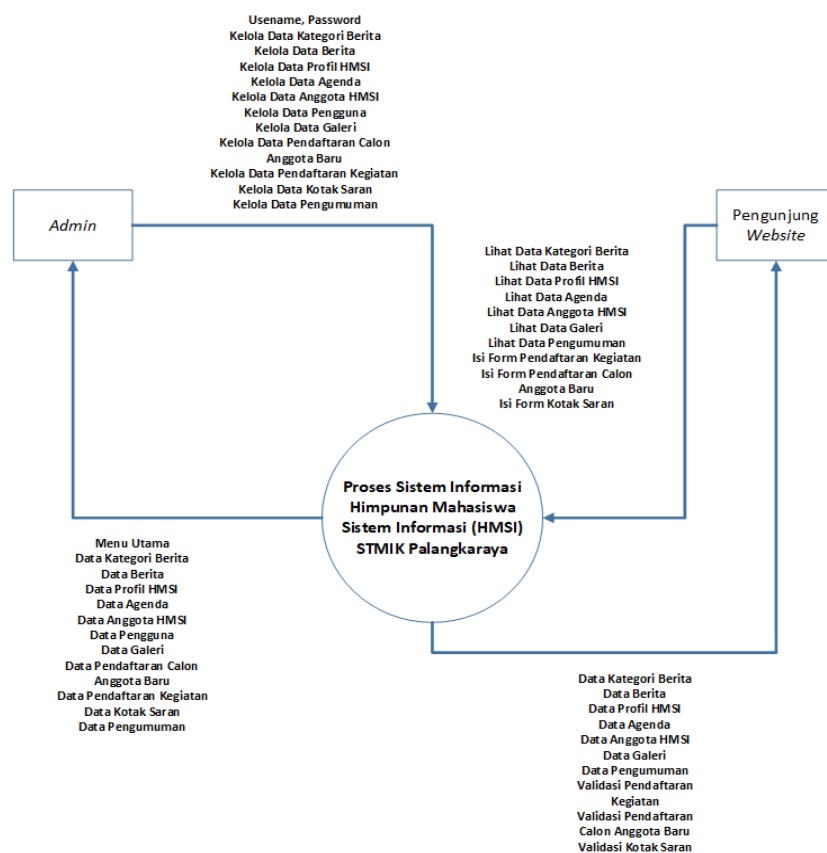 Usename, Password
Kelola Data Kategori Berita
Kelola Data Berita
Kelola Data Profil HMSI
Kelola Data Agenda
Kelola Data Anggota HMSI
Kelola Data Pengguna
Kelola Data Galeri
Kelola Data Pendaftaran Calon
Anggota Baru
Kelola Data Pendaftaran Kegiatan
Kelola Data Kotak Saran
Kelola Data Pengumuman
Admin
Pengunjung
Website
Lihat Data Kategori Berita
Lihat Data Berita
Lihat Data Profil HMSI
Lihat Data Agenda
Lihat Data Anggota HMSI
Lihat Data Galeri
Lihat Data Pengumuman
Isi Form Pendaftaran Kegiatan
Isi Form Pendaftaran Calon
Anggota Baru
Isi Form Kotak Saran
Proses Sistem Informasi
Himpunan Mahasiswa
Sistem Informasi (HMSI)
STMIK Palangkaraya
Menu Utama
Data Kategori Berita
Data Berita
Data Profil HMSI
Data Agenda
Data Anggota HMSI
Data Pengguna
Data Galeri
Data Pendaftaran Calon
Anggota Baru
Data Pendaftaran Kegiatan
Data Kotak Saran
Data Pengumuman
Data Kategori Berita
Data Berita
Data Profil HMSI
Data Agenda
Data Anggota HMSI
Data Galeri
Data Pengumuman
Validasi Pendaftaran
Kegiatan
Validasi Pendaftaran
Calon Anggota Baru
Validasi Kotak Saran